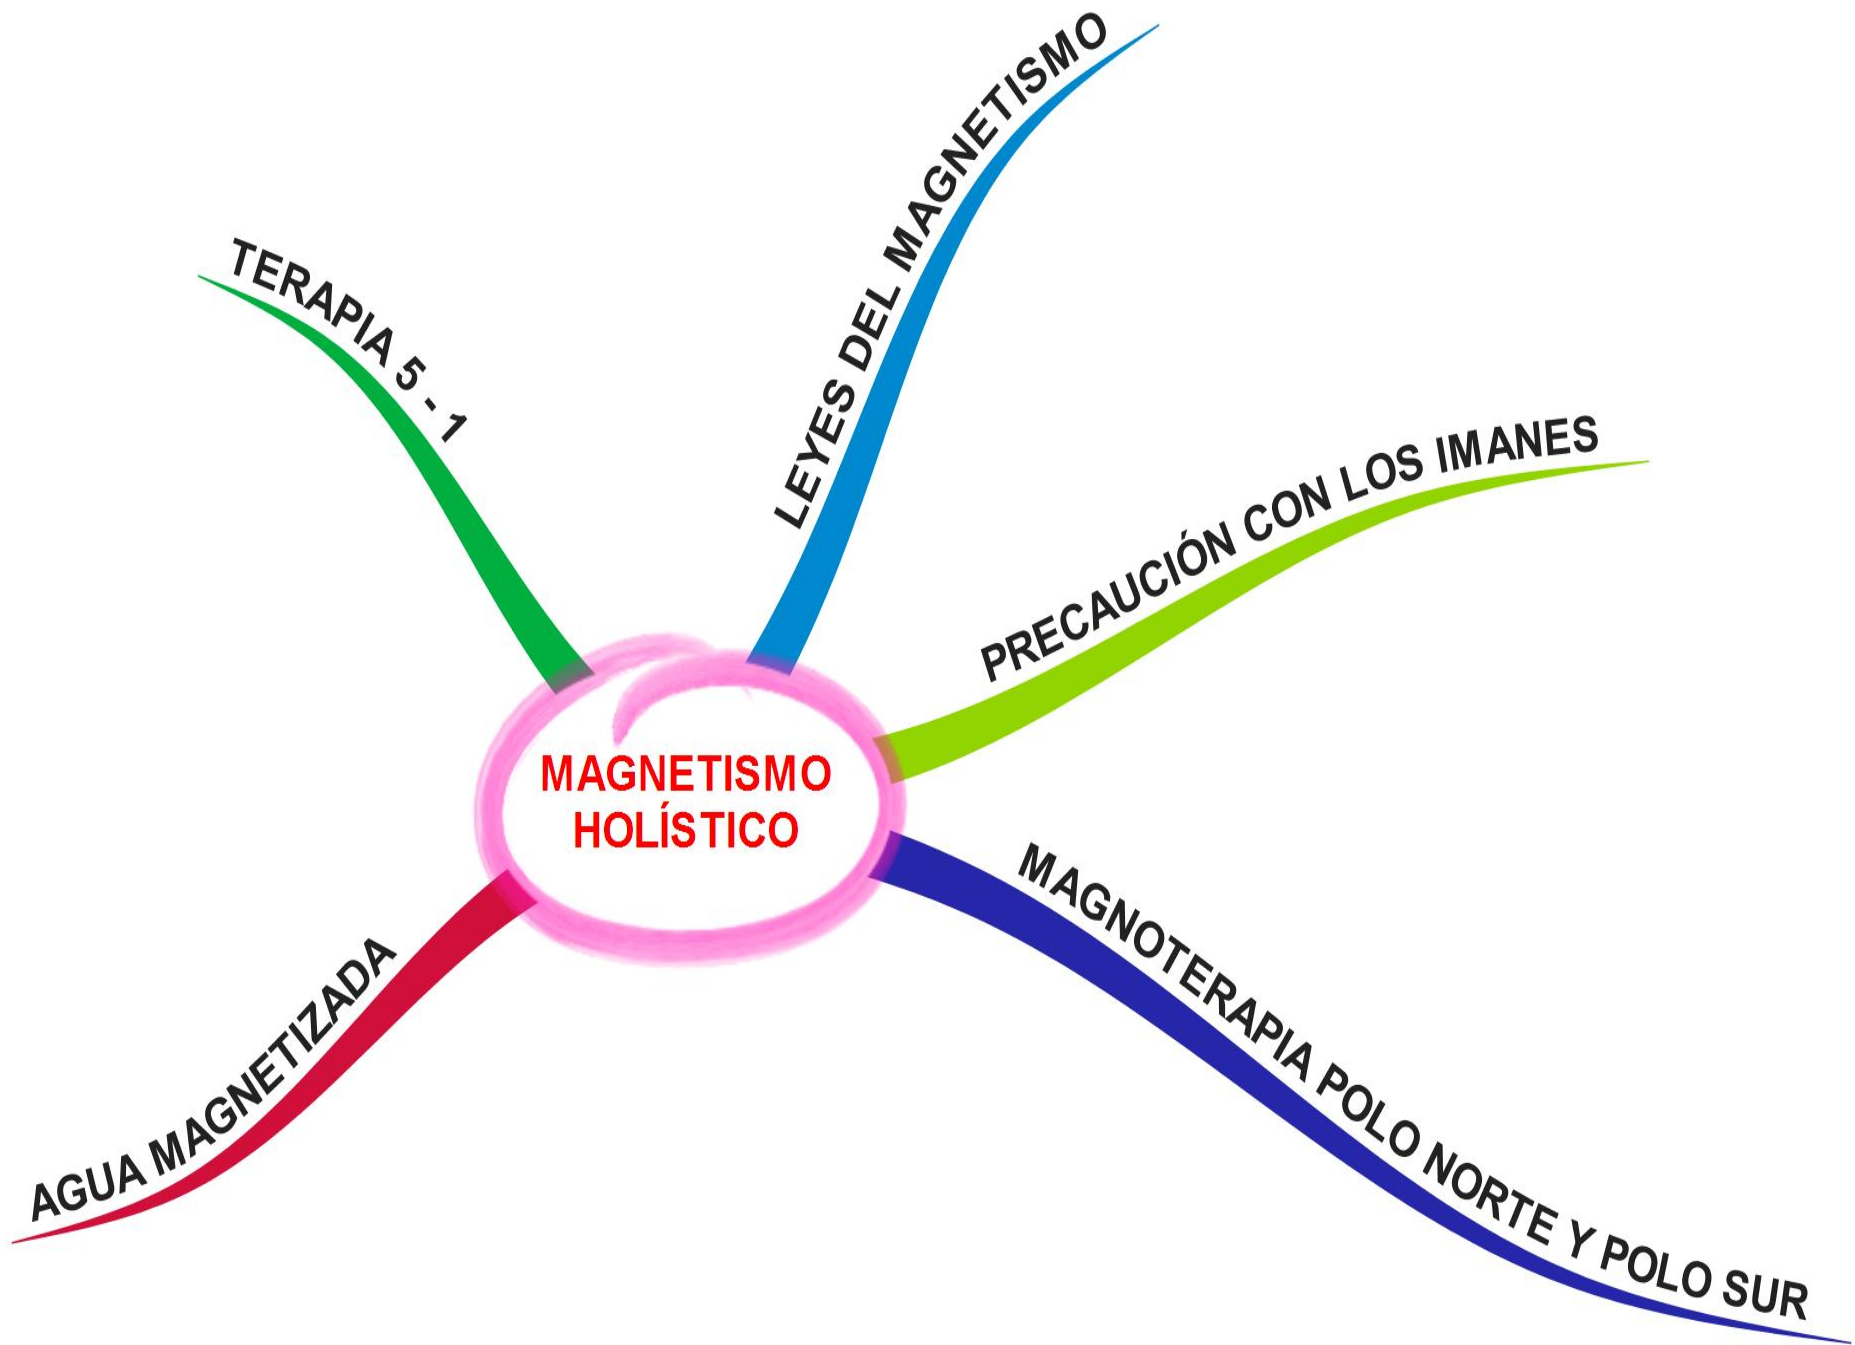 MAGNETISMO
HOLÍSTICO
LEYES DEL MAGNETISMO
PRECAUCIÓN CON LOS IMANES
MAGNOTERAPIA POLO NORTE Y POLO SUR
AGUA MAGNETIZADA
TERAPIA 5 - 1